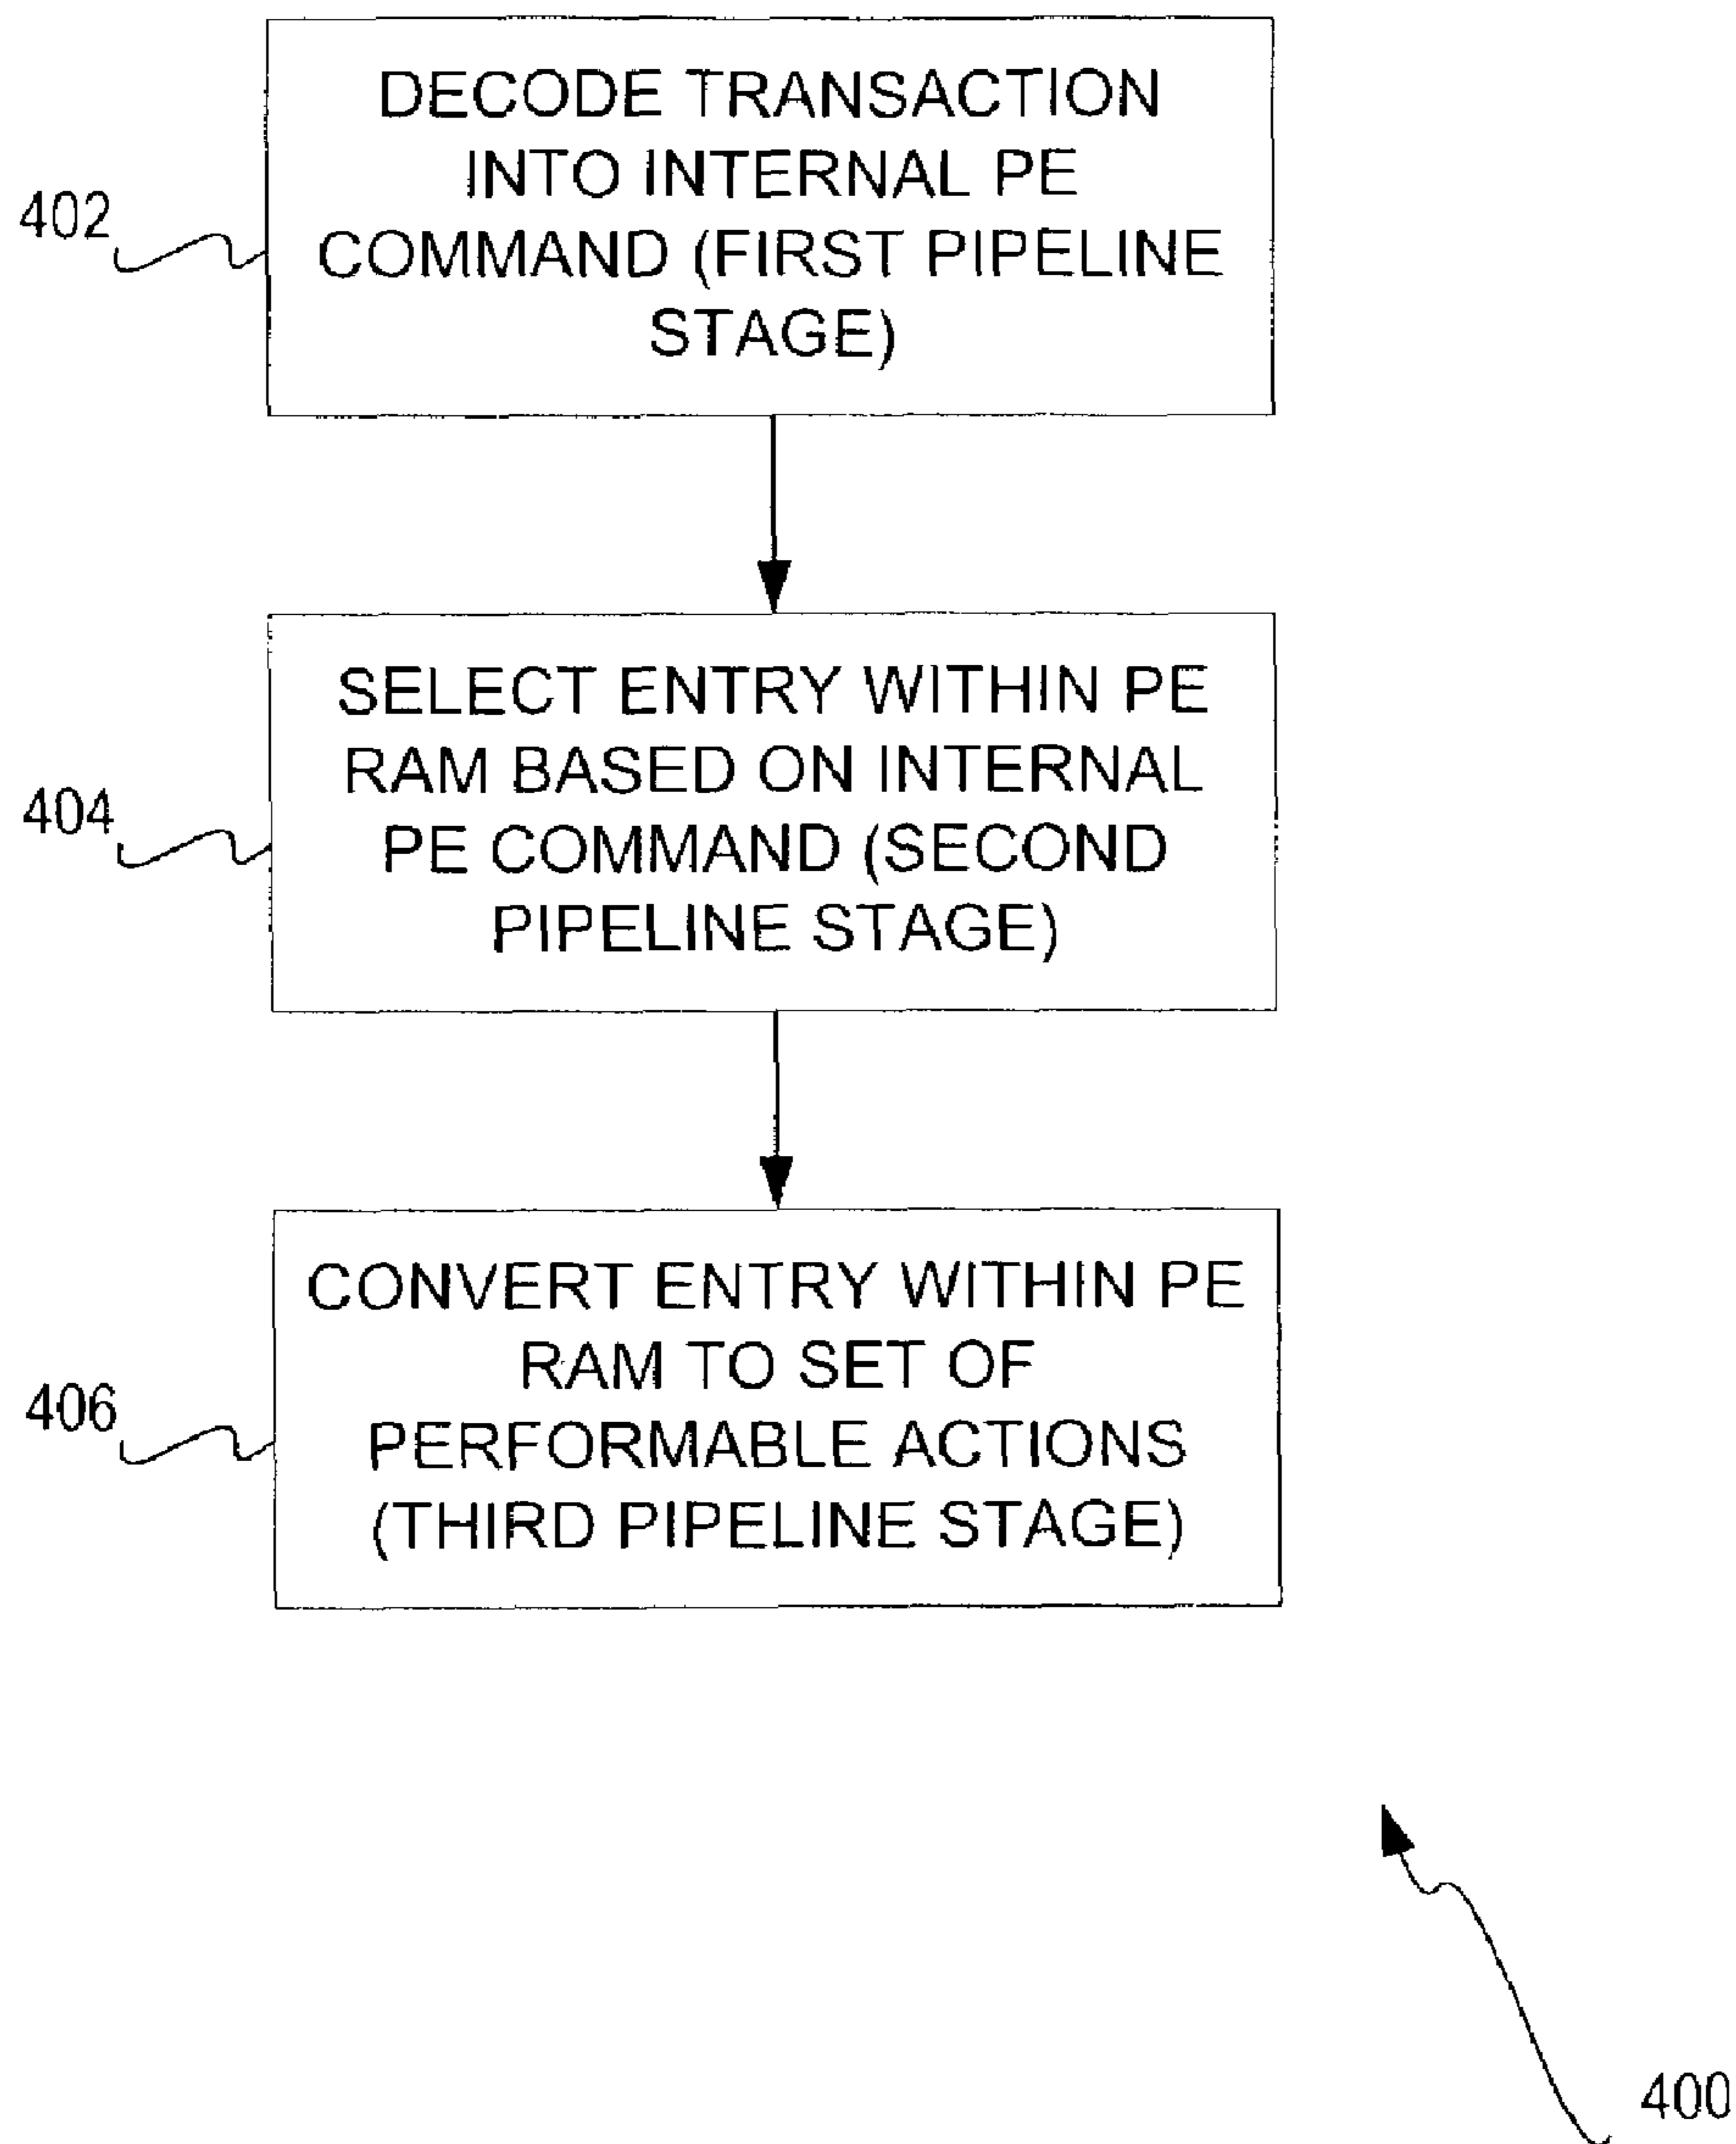 DECODE TRANSACTION
INTO INTERNAL PE
COMMAND (FIRST PIPELINE
STAGE)
402
SELECT ENTRY WITHIN PE
RAM BASED ON INTERNAL
PE COMMAND (SECOND
PIPELINE STAGE)
404
CONVERT ENTRY WITHIN PE
RAM TO SET OF
PERFORMABLE ACTIONS
(THIRD PIPELINE STAGE)
406
400